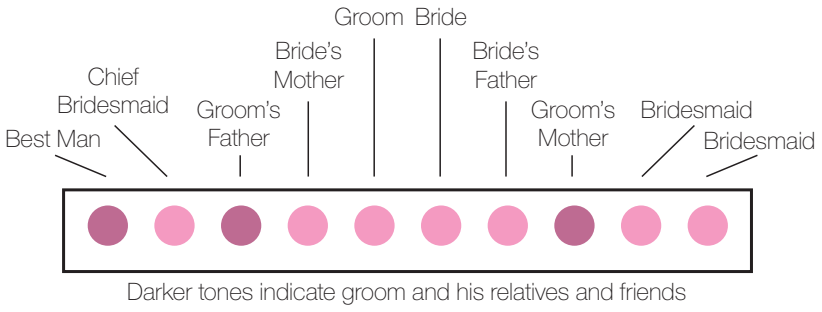 Groom Bride
Bride’s
Mother
Bride’s
Father
Chief
Bridesmaid
Groom’s
Father
Groom’s
Mother
Bridesmaid
Best Man
Bridesmaid
Darker tones indicate groom and his relatives and friends